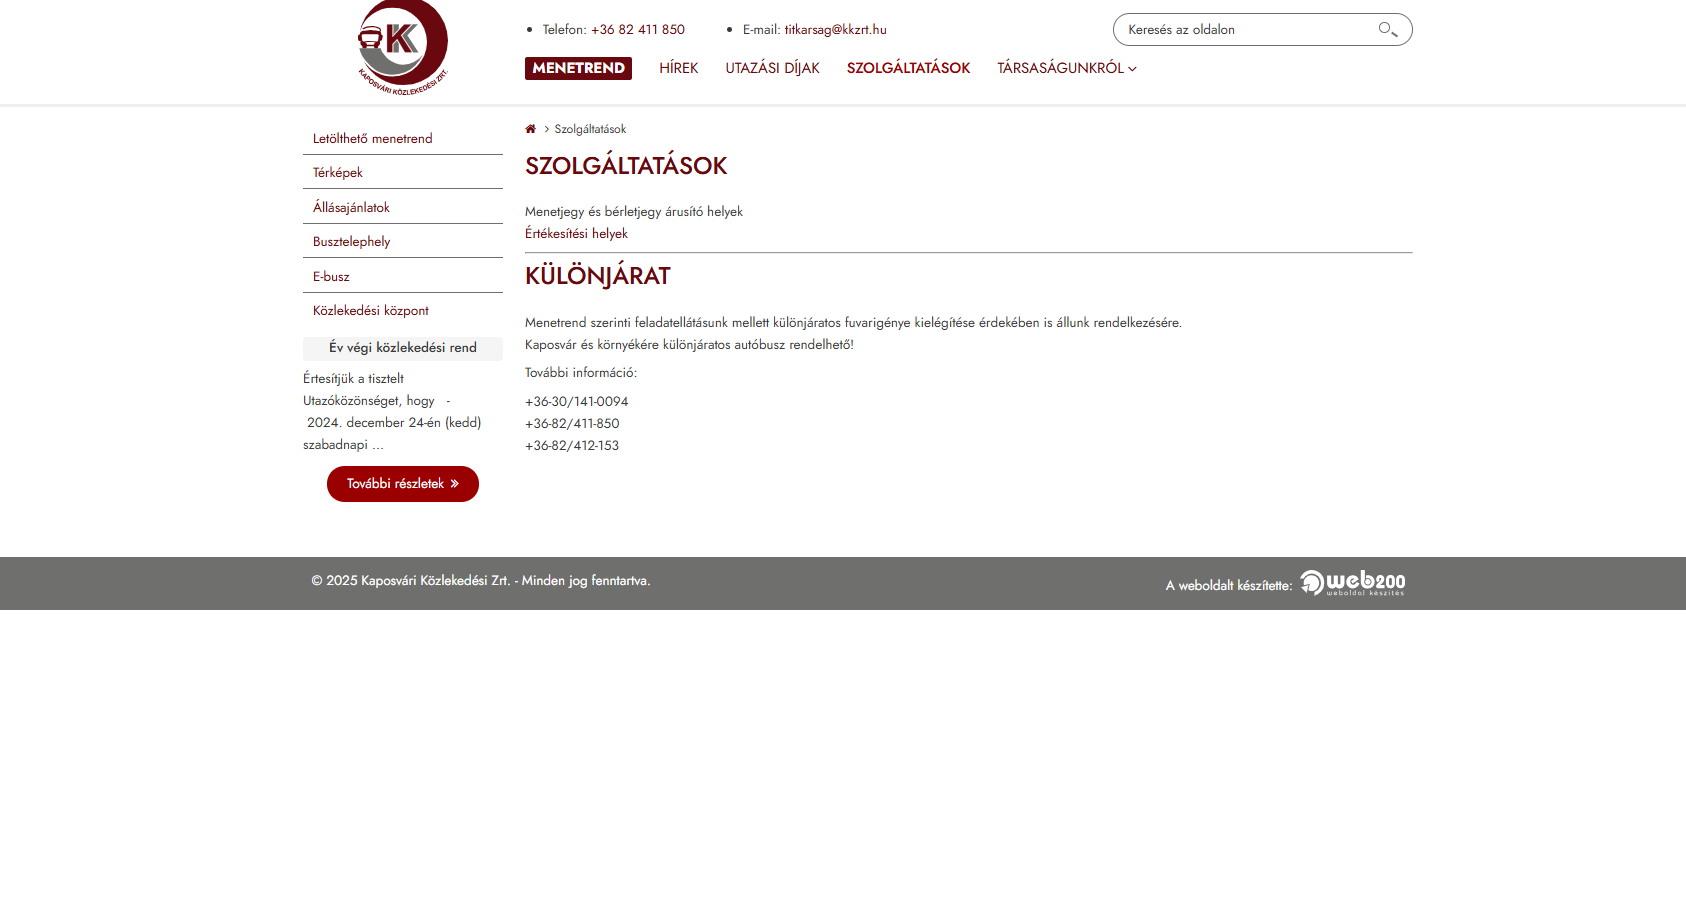 KAPOSVÁRI KÖZLEKEDÉSI ZRT.
Telefon: +36 82 411 850
E-mail: titkarsag@kkzrt.hu
Keresés az oldalon
MENETREND
HÍREK
UTAZÁSI DÍJAK
SZOLGÁLTATÁSOK
TÁRSASÁGUNKRÓL
Letölthető menetrend
Térképek
Állásajánlatok
Busztelephely
E-busz
Közlekedési központ
Év végi közlekedési rend
Értesítjük a tisztelt
Utazóközönséget, hogy -
2024. december 24-én (kedd)
szabadnapi ...
További részletek
Szolgáltatások
SZOLGÁLTATÁSOK
Menetjegy és bérletjegy árusító helyek
Értékesítési helyek
KÜLÖNJÁRAT
Menetrend szerinti feladatellátásunk mellett különjáratos fuvarigénye kielégítése érdekében is állunk rendelkezésére.
Kaposvár és környékére különjáratos autóbusz rendelhető!
További információ:
+36-30/141-0094
+36-82/411-850
+36-82/412-153
© 2025 Kaposvári Közlekedési Zrt. - Minden jog fenntartva.
A weboldalt készítette:
web200
weboldal készítés